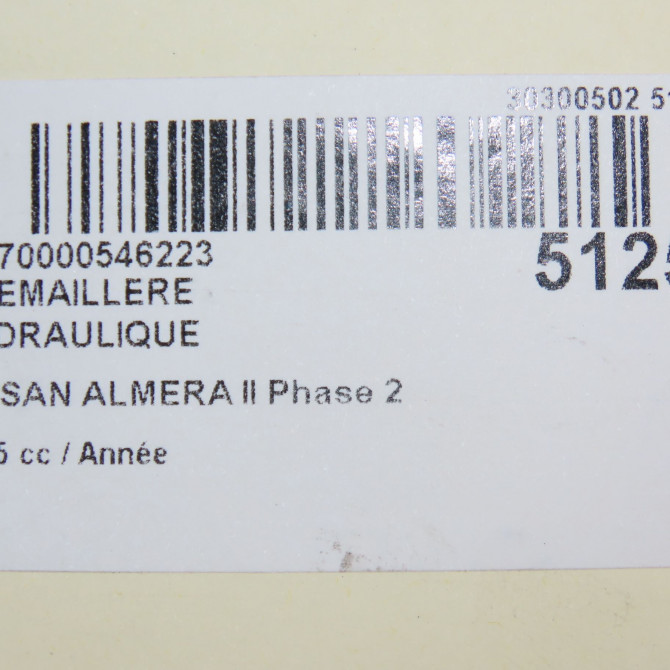 30300502 51
70000546223
5125
EMAILLERE
DRAULIQUE
SAN ALMERA II Phase 2
5 cc / Année